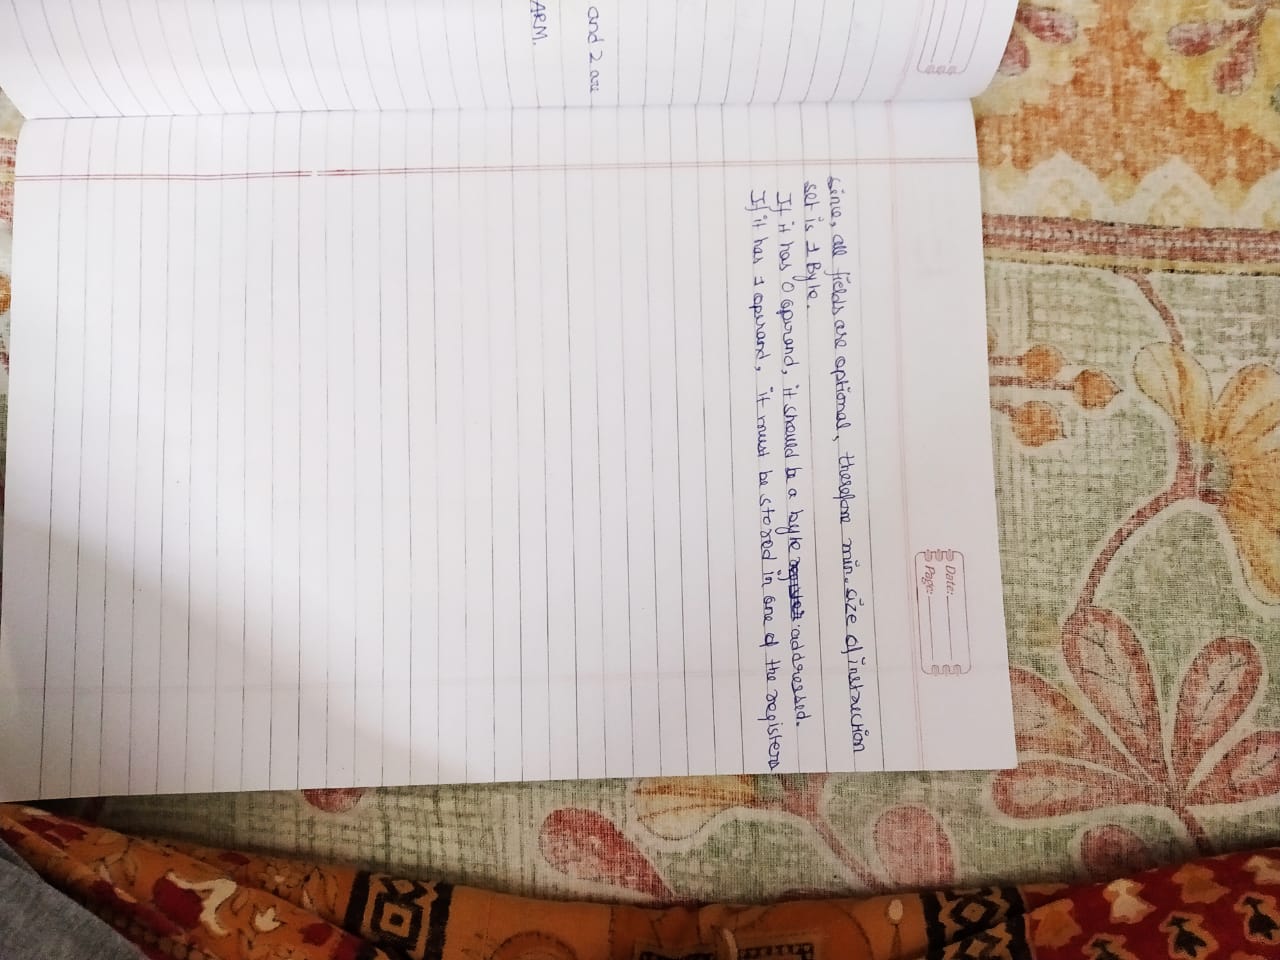 and 2 are
ARM.
Date:
Page:
Since, all fields are optional, therefore min. size of instruction
set is 1 Byte.
If it has 0 operand, it should be a byte addressed.
If it has 1 operand, it must be stored in one of the registers